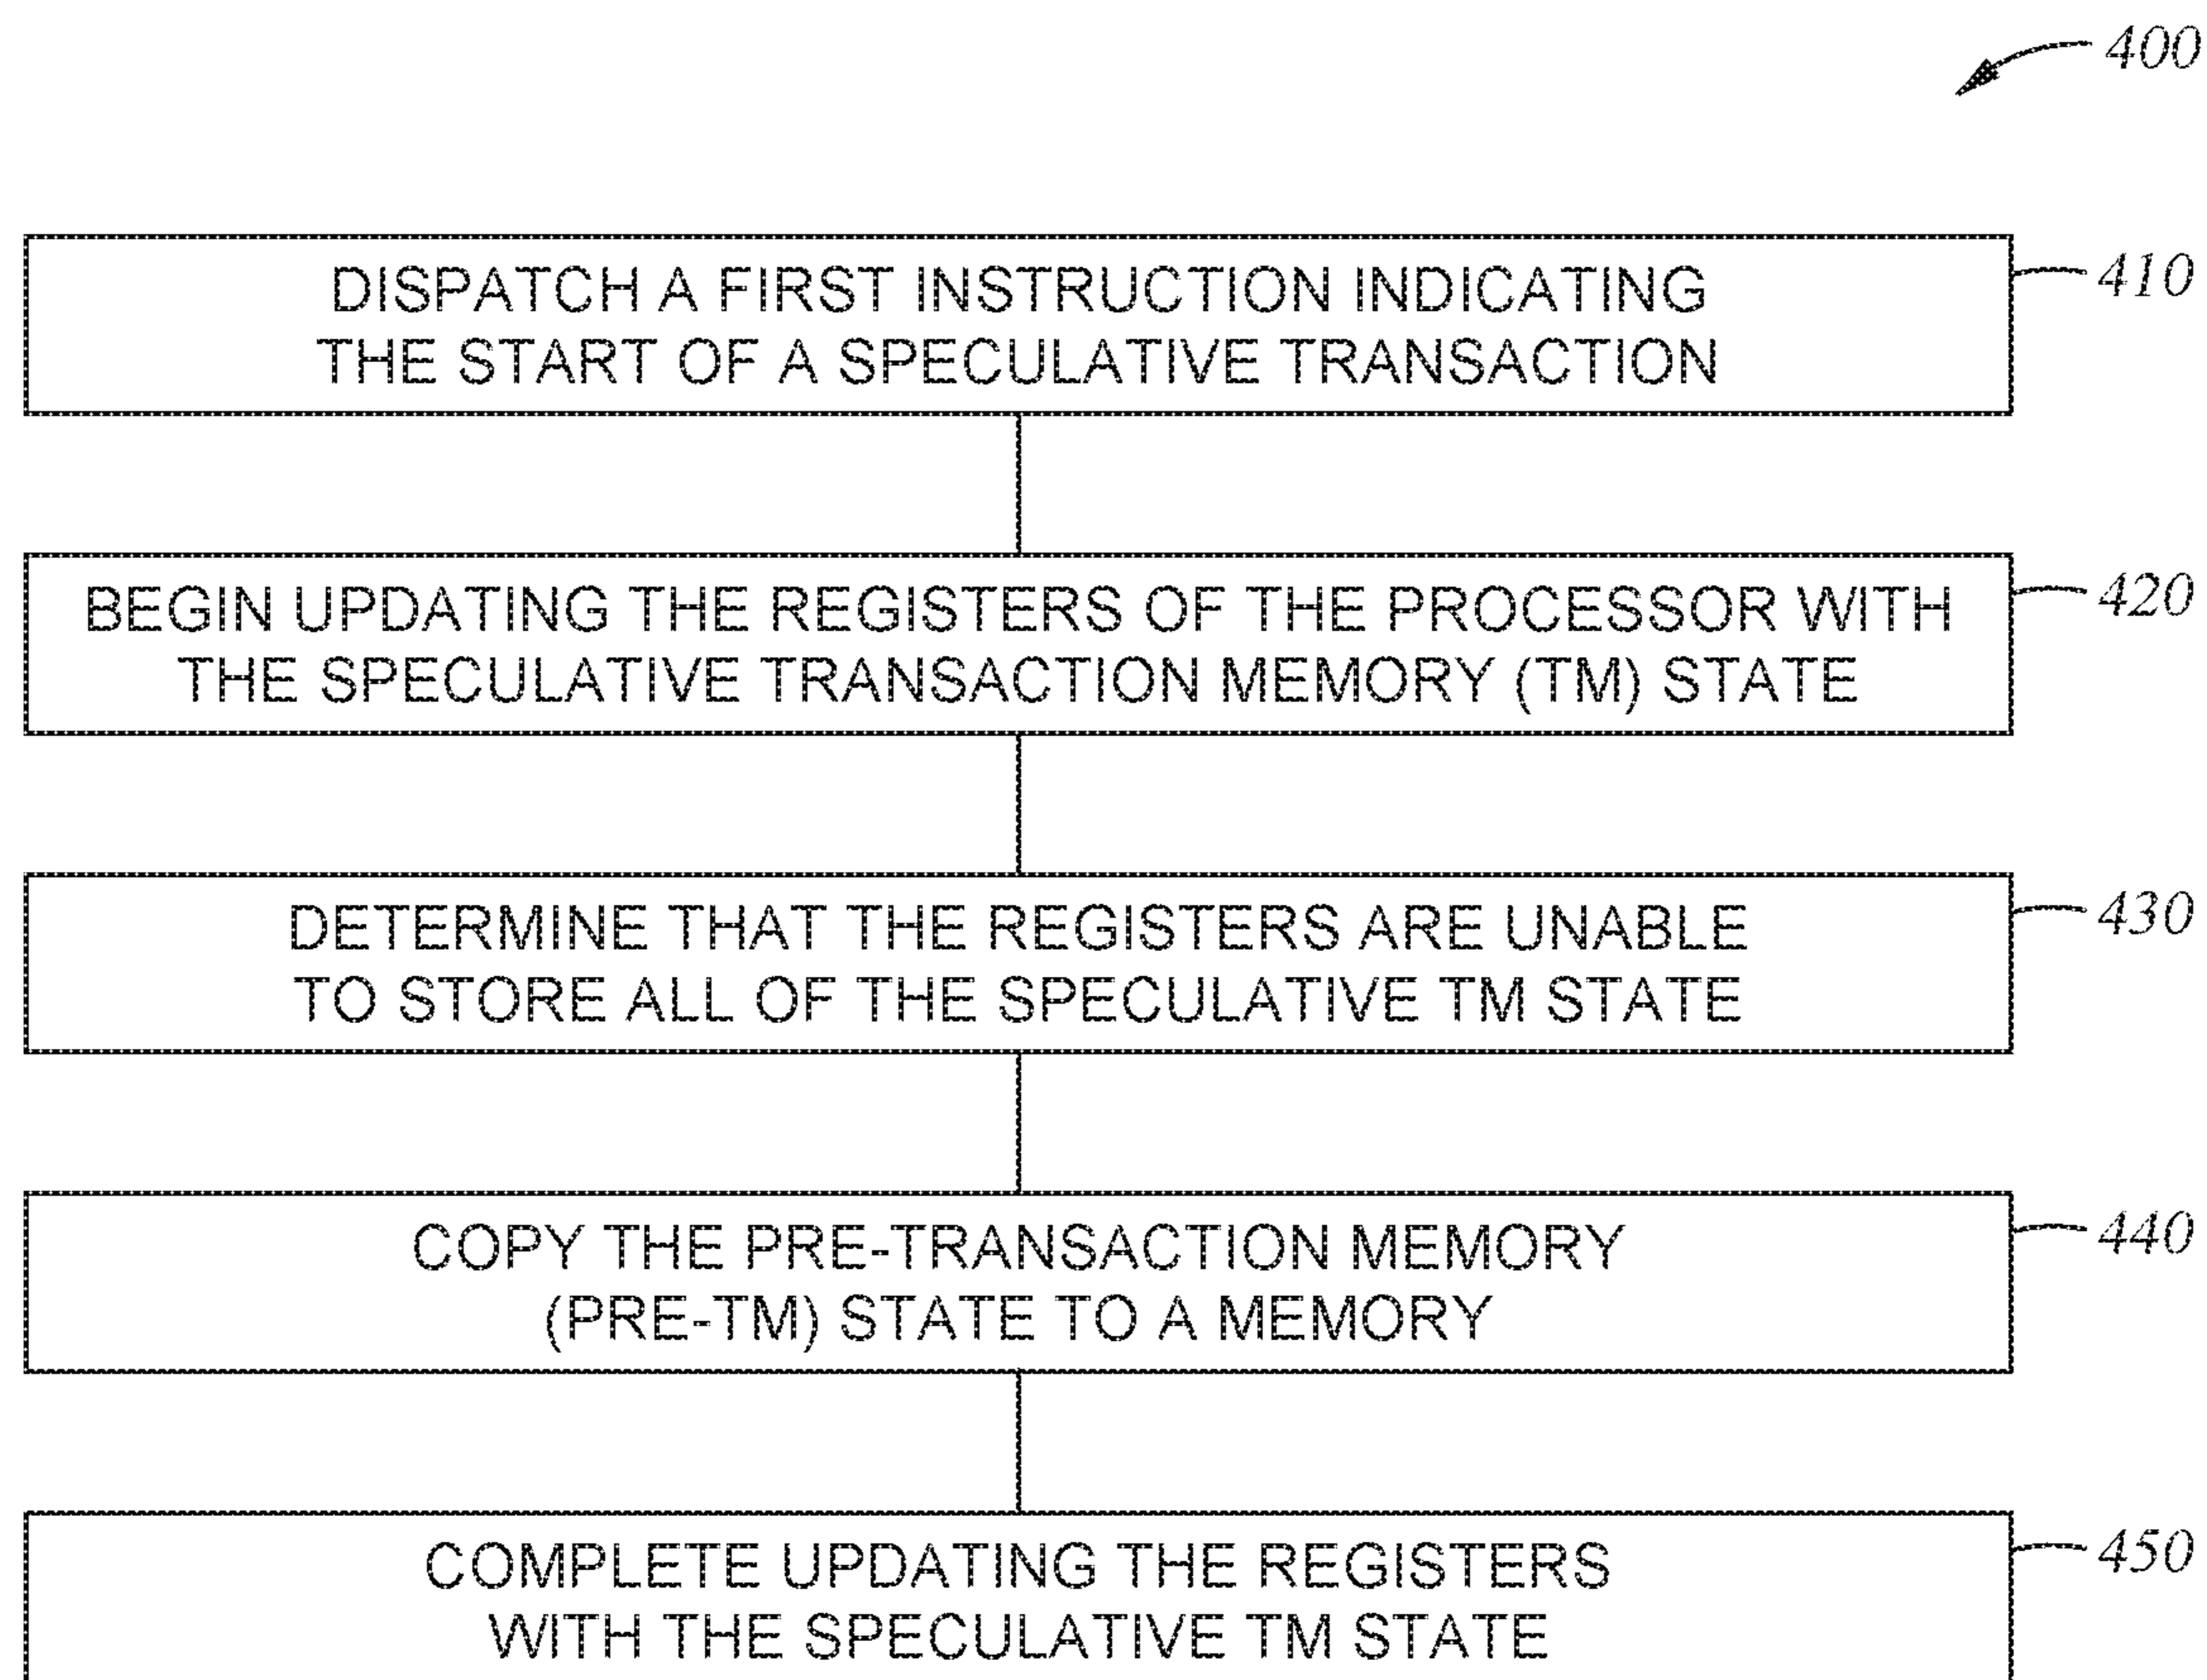 400
DISPATCH A FIRST INSTRUCTION INDICATING
THE START OF A SPECULATIVE TRANSACTION
410
BEGIN UPDATING THE REGISTERS OF THE PROCESSOR WITH
THE SPECULATIVE TRANSACTION MEMORY (TM) STATE
420
DETERMINE THAT THE REGISTERS ARE UNABLE
TO STORE ALL OF THE SPECULATIVE TM STATE
430
COPY THE PRE-TRANSACTION MEMORY
(PRE-TM) STATE TO A MEMORY
440
COMPLETE UPDATING THE REGISTERS
WITH THE SPECULATIVE TM STATE
450